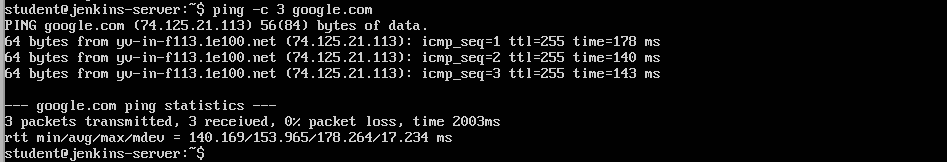 student@jenkins-server:~$ ping -c 3 google.com
PING google.com (74.125.21.113) 56(84) bytes of data.
64 bytes from yv-in-f113.1e100.net (74.125.21.113): icmp_seq=1 ttl=255 time=178 ms
64 bytes from yv-in-f113.1e100.net (74.125.21.113): icmp_seq=2 ttl=255 time=140 ms
64 bytes from yv-in-f113.1e100.net (74.125.21.113): icmp_seq=3 ttl=255 time=143 ms
--- google.com ping statistics ---
3 packets transmitted, 3 received, 0% packet loss, time 2003ms
rtt min/avg/max/mdev = 140.169/153.965/178.264/17.234 ms
student@jenkins-server:~$